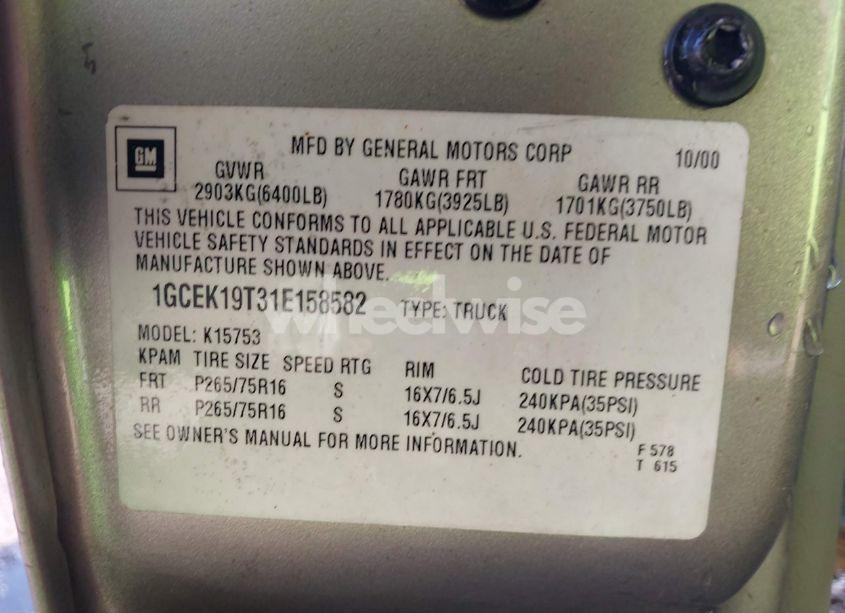 GM
MFD BY GENERAL MOTORS CORP 10/00
GVWR GAWR FRT GAWR RR
2903KG(6400LB) 1780KG(3925LB) 1701KG(3750LB)
THIS VEHICLE CONFORMS TO ALL APPLICABLE U.S. FEDERAL MOTOR
VEHICLE SAFETY STANDARDS IN EFFECT ON THE DATE OF
MANUFACTURE SHOWN ABOVE.
1GCEK19T31E158582 TYPE: TRUCK
wheelwise
MODEL: K15753
KPAM TIRE SIZE SPEED RTG RIM COLD TIRE PRESSURE
FRT P265/75R16 S 16X7/6.5J 240KPA(35PSI)
RR P265/75R16 S 16X7/6.5J 240KPA(35PSI)
SEE OWNER'S MANUAL FOR MORE INFORMATION.
F 578
T 615